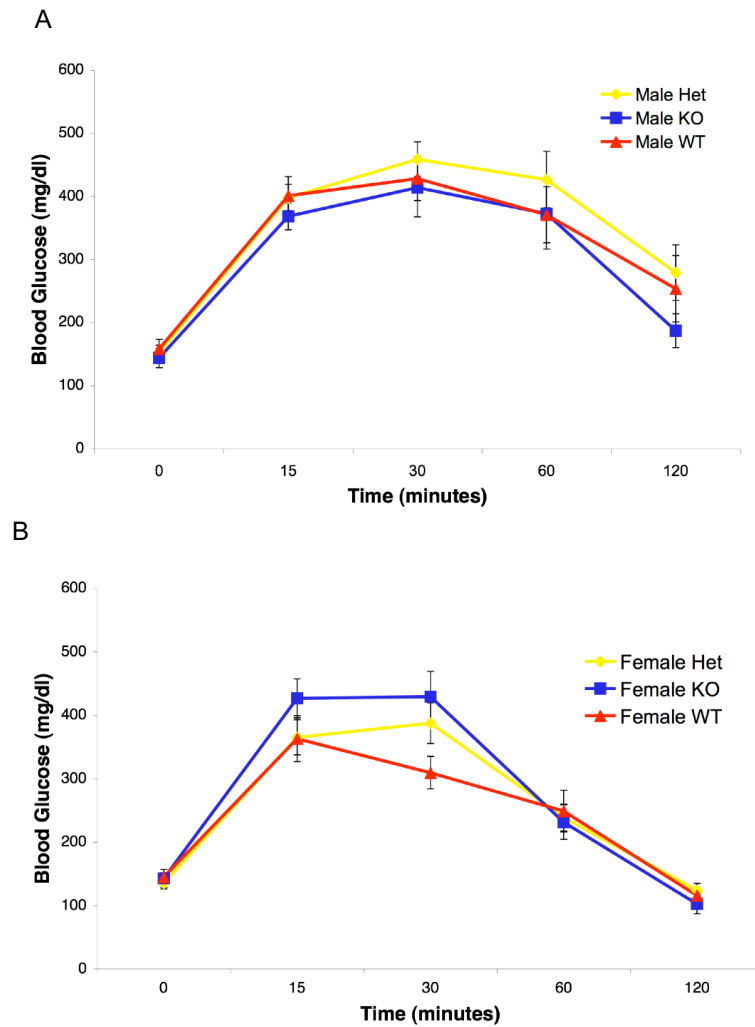 A
600
500
400
300
200
100
0
Blood Glucose (mg/dl)
Male Het
Male KO
Male WT
0 15 30 60 120
Time (minutes)
B
600
500
400
300
200
100
0
Blood Glucose (mg/dl)
Female Het
Female KO
Female WT
0 15 30 60 120
Time (minutes)